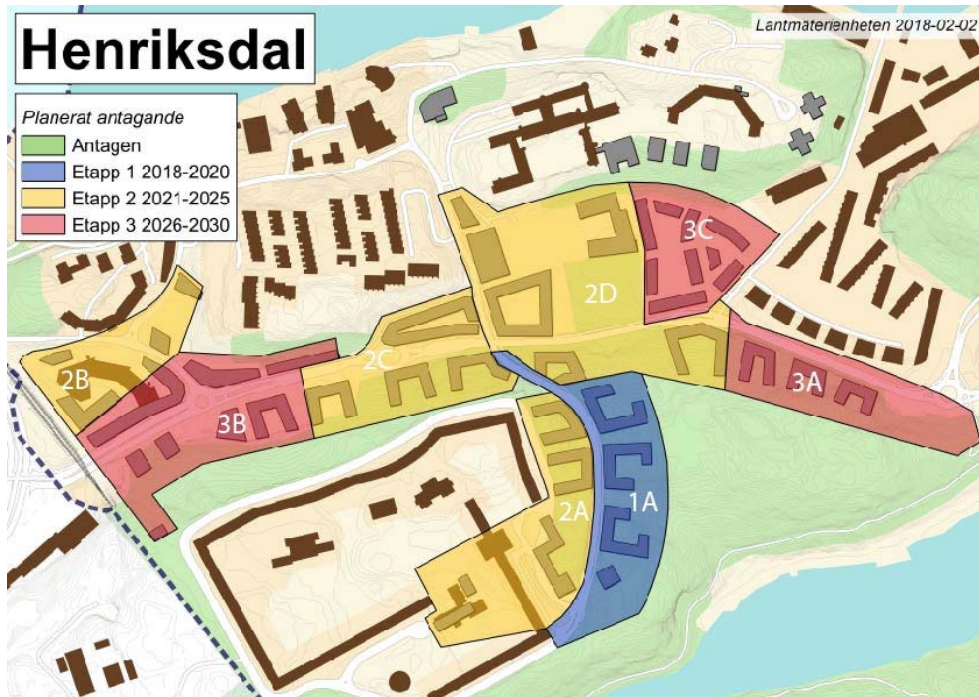 Henriksdal
Lantmäterienheten 2018-02-02
Planerat antagande
Antagen
Etapp 1 2018-2020
Etapp 2 2021-2025
Etapp 3 2026-2030
3C
2D
2C
2B
3A
3B
2A
1A